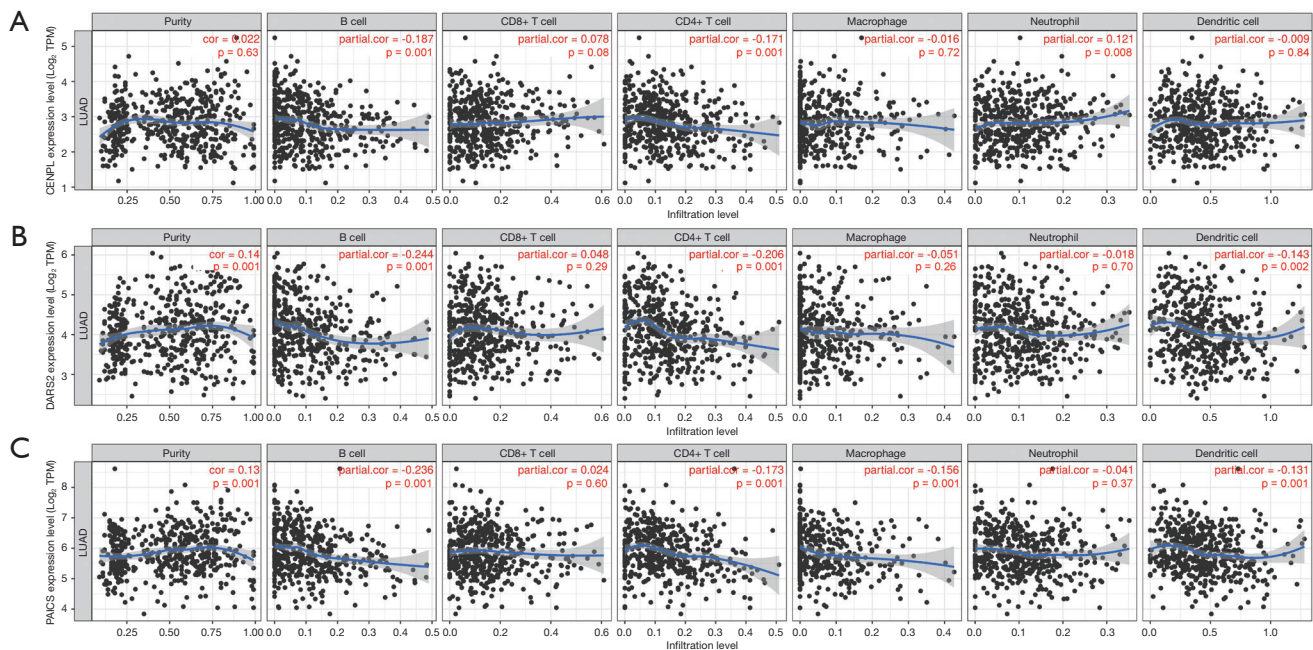 A
Purity
B cell
CD8+ T cell
CD4+ T cell
Macrophage
Neutrophil
Dendritic cell
CENPL expression level (Log2 TPM)
LUAD
5
4
3
2
1
cor = 0.022
p = 0.63
partial.cor = -0.187
p = 0.001
partial.cor = 0.078
p = 0.08
partial.cor = -0.171
p = 0.001
partial.cor = -0.016
p = 0.72
partial.cor = 0.121
p = 0.008
partial.cor = -0.009
p = 0.84
0.25 0.50 0.75 1.00
0.0 0.1 0.2 0.3 0.4 0.5
0.0 0.2 0.4 0.6
0.0 0.1 0.2 0.3 0.4 0.5
0.0 0.1 0.2 0.3 0.4
0.0 0.1 0.2 0.3
0.0 0.5 1.0
Infiltration level
B
Purity
B cell
CD8+ T cell
CD4+ T cell
Macrophage
Neutrophil
Dendritic cell
DARS2 expression level (Log2 TPM)
LUAD
6
5
4
3
cor = 0.14
p = 0.001
partial.cor = -0.244
p = 0.001
partial.cor = 0.048
p = 0.29
partial.cor = -0.206
p = 0.001
partial.cor = -0.051
p = 0.26
partial.cor = -0.018
p = 0.70
partial.cor = -0.143
p = 0.002
0.25 0.50 0.75 1.00
0.0 0.1 0.2 0.3 0.4 0.5
0.0 0.2 0.4 0.6
0.0 0.1 0.2 0.3 0.4 0.5
0.0 0.1 0.2 0.3 0.4
0.0 0.1 0.2 0.3
0.0 0.5 1.0
Infiltration level
C
Purity
B cell
CD8+ T cell
CD4+ T cell
Macrophage
Neutrophil
Dendritic cell
PAICS expression level (Log2 TPM)
LUAD
8
7
6
5
4
cor = 0.13
p = 0.001
partial.cor = -0.236
p = 0.001
partial.cor = 0.024
p = 0.60
partial.cor = -0.173
p = 0.001
partial.cor = -0.156
p = 0.001
partial.cor = -0.041
p = 0.37
partial.cor = -0.131
p = 0.001
0.25 0.50 0.75 1.00
0.0 0.1 0.2 0.3 0.4 0.5
0.0 0.2 0.4 0.6
0.0 0.1 0.2 0.3 0.4 0.5
0.0 0.1 0.2 0.3 0.4
0.0 0.1 0.2 0.3
0.0 0.5 1.0
Infiltration level